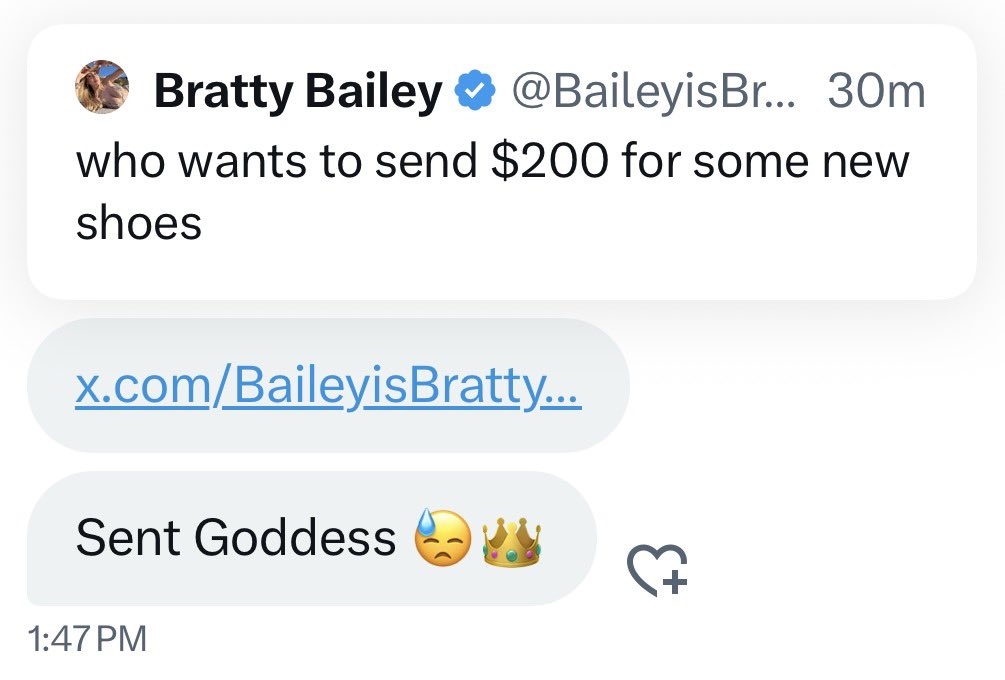 Bratty Bailey @BaileyisBr... 30m
who wants to send $200 for some new
shoes
x.com/BaileyisBratty...
Sent Goddess 😓👑
1:47 PM